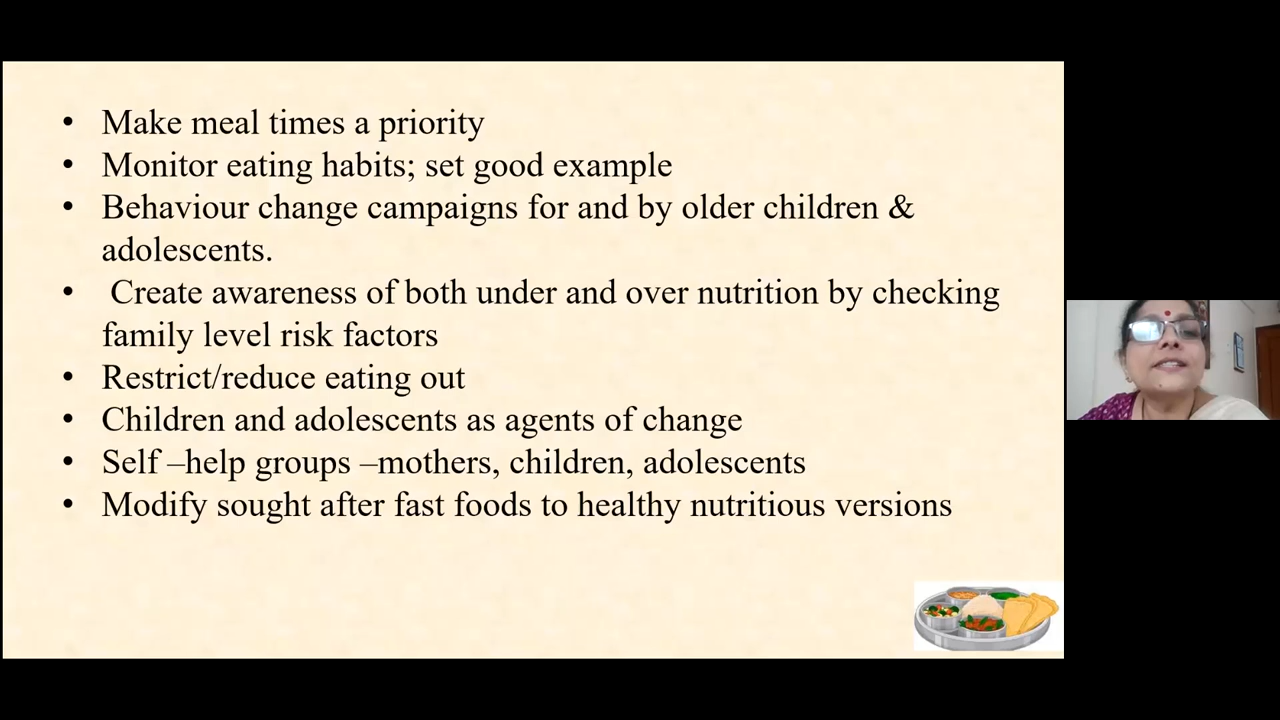 • Make meal times a priority
• Monitor eating habits; set good example
• Behaviour change campaigns for and by older children &
adolescents.
• Create awareness of both under and over nutrition by checking
family level risk factors
• Restrict/reduce eating out
• Children and adolescents as agents of change
• Self –help groups –mothers, children, adolescents
• Modify sought after fast foods to healthy nutritious versions